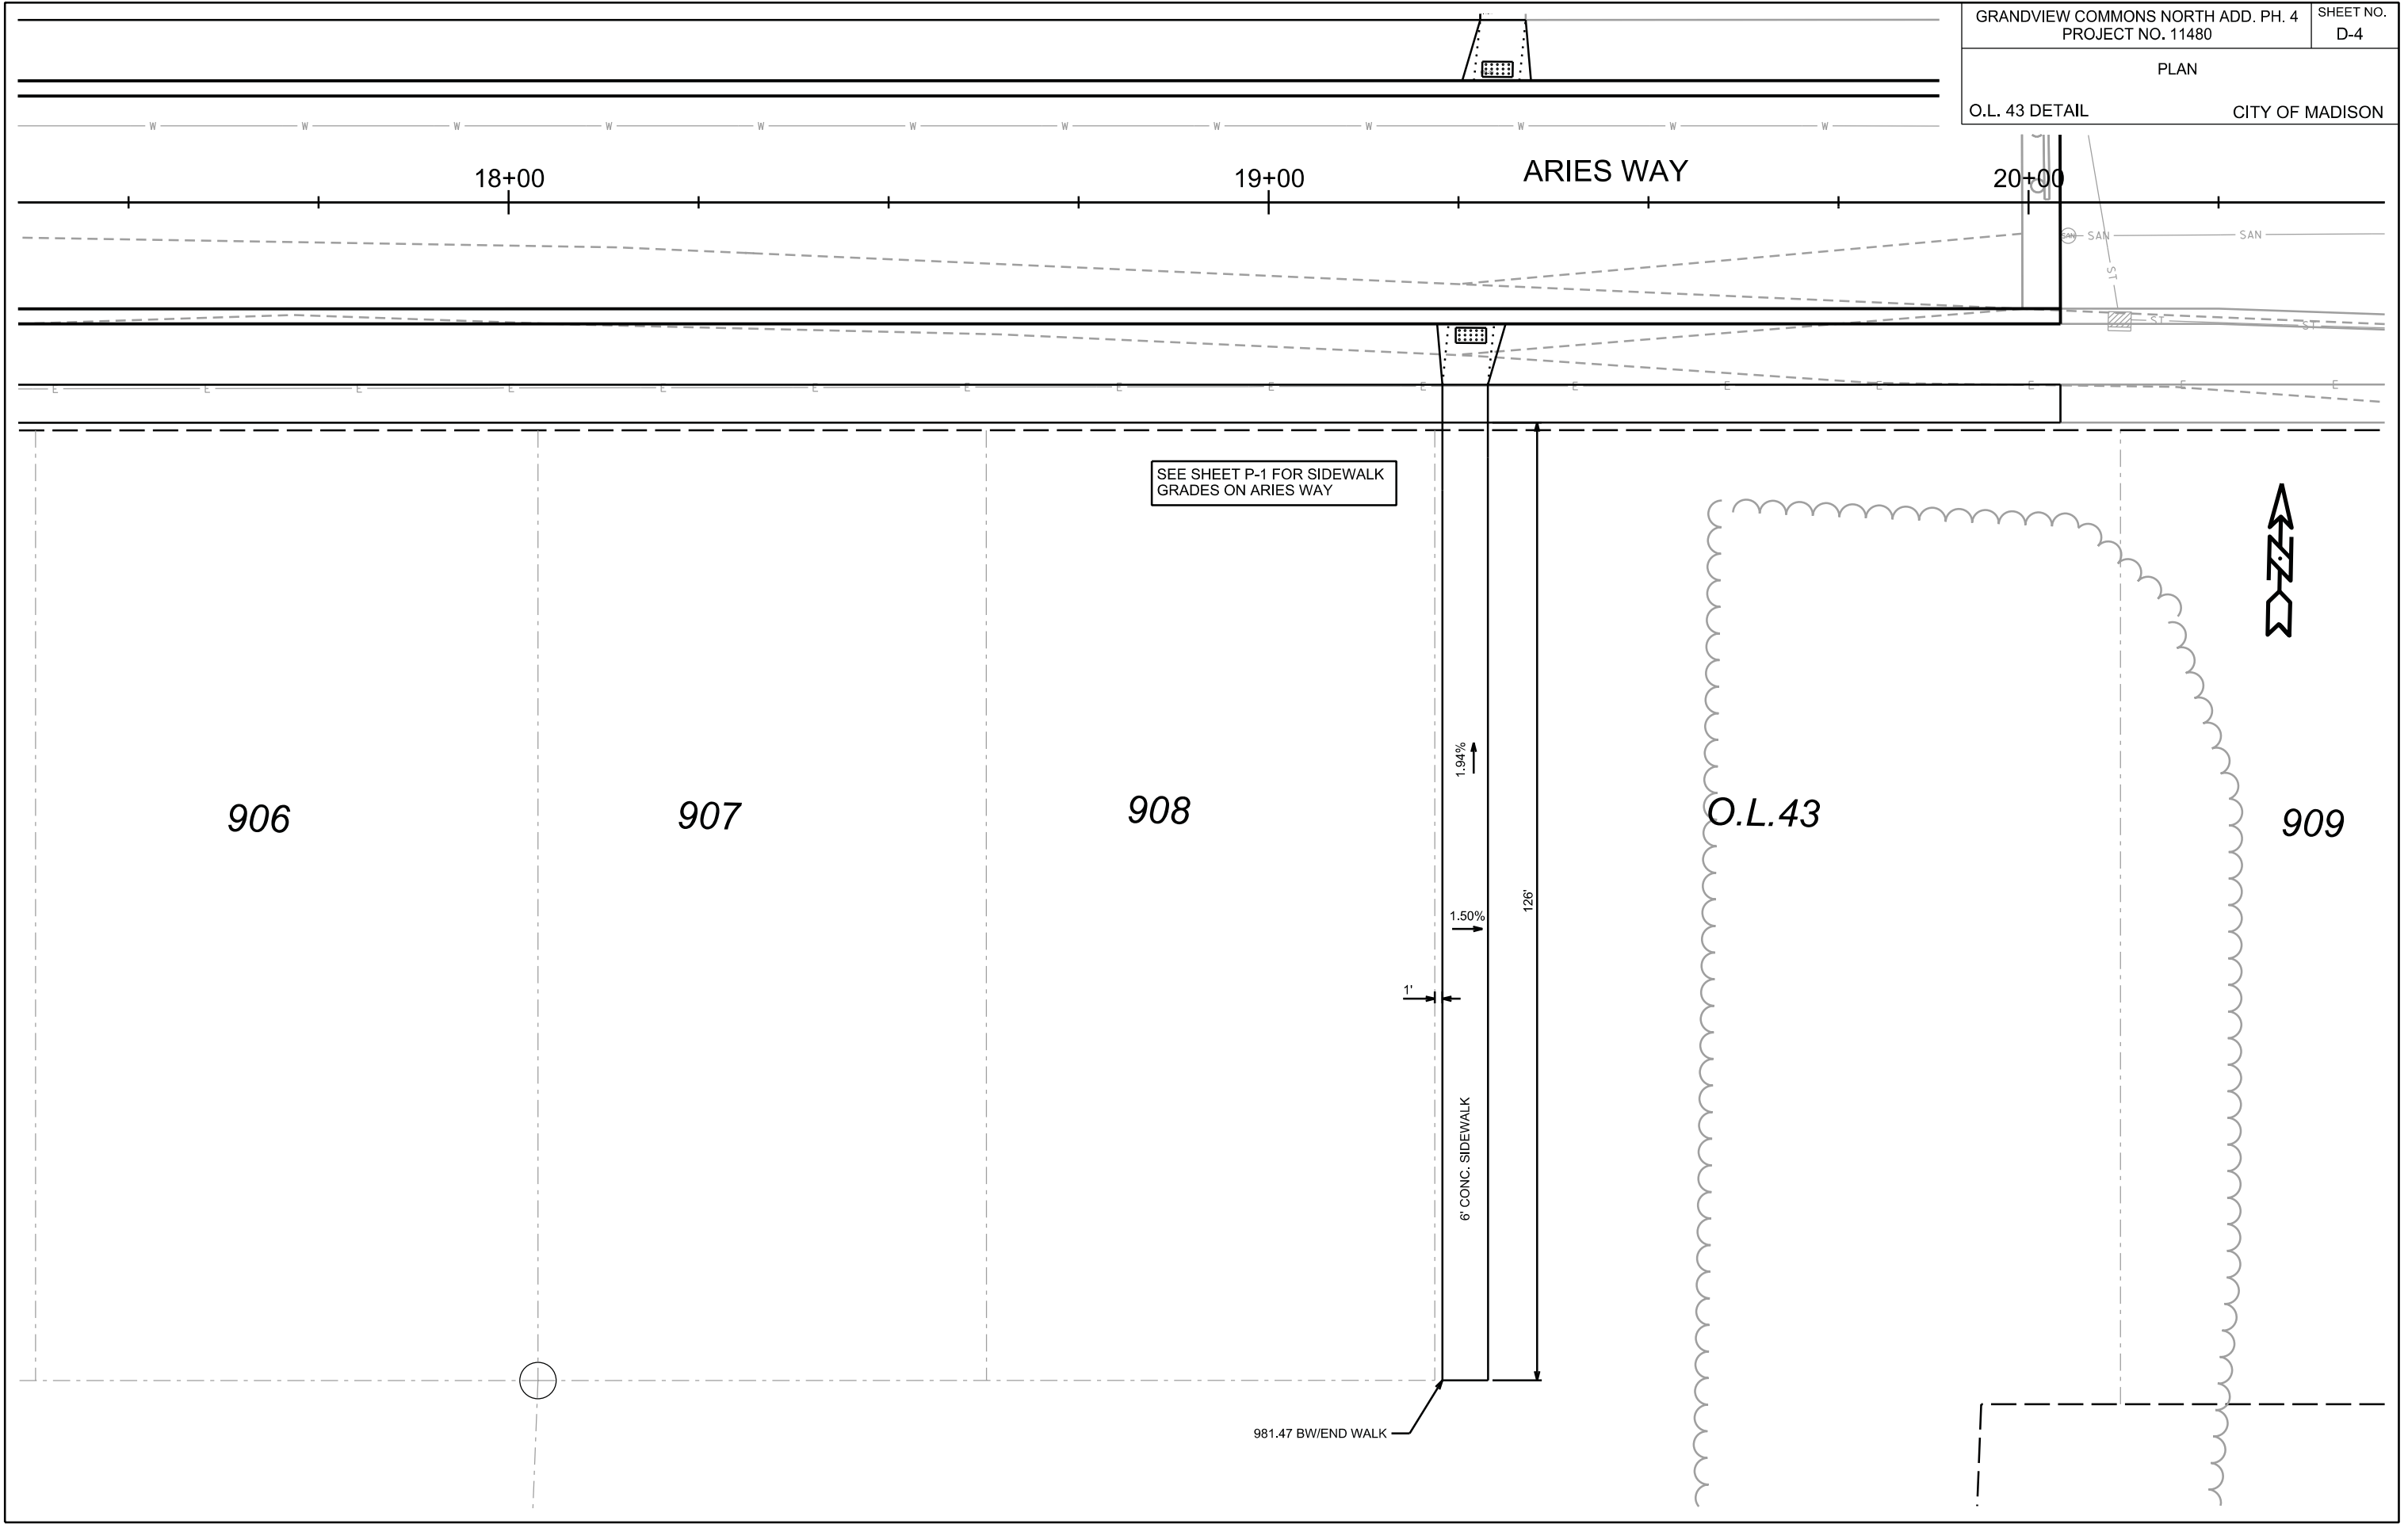 GRANDVIEW COMMONS NORTH ADD. PH. 4
PROJECT NO. 11480
SHEET NO.
D-4
PLAN
O.L. 43 DETAIL
CITY OF MADISON
W W W W W W W W W W W W
18+00
19+00
ARIES WAY
20+00
SAN SAN SAN
ST
ST ST
E E E E E E E E E E E E E E E E
SEE SHEET P-1 FOR SIDEWALK
GRADES ON ARIES WAY
N
1.94%
906
907
908
O.L.43
909
126'
1.50%
1'
6' CONC. SIDEWALK
981.47 BW/END WALK